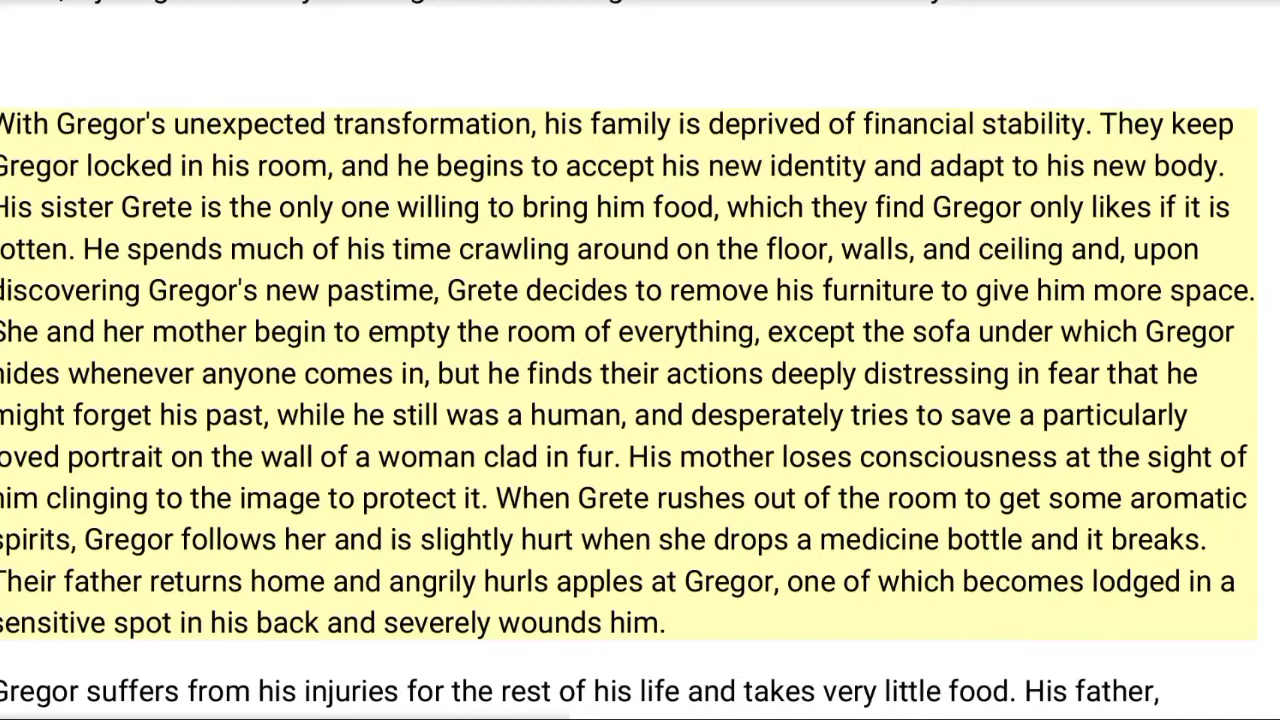 With Gregor's unexpected transformation, his family is deprived of financial stability. They keep
Gregor locked in his room, and he begins to accept his new identity and adapt to his new body.
His sister Grete is the only one willing to bring him food, which they find Gregor only likes if it is
rotten. He spends much of his time crawling around on the floor, walls, and ceiling and, upon
discovering Gregor's new pastime, Grete decides to remove his furniture to give him more space.
She and her mother begin to empty the room of everything, except the sofa under which Gregor
hides whenever anyone comes in, but he finds their actions deeply distressing in fear that he
might forget his past, while he still was a human, and desperately tries to save a particularly
loved portrait on the wall of a woman clad in fur. His mother loses consciousness at the sight of
him clinging to the image to protect it. When Grete rushes out of the room to get some aromatic
spirits, Gregor follows her and is slightly hurt when she drops a medicine bottle and it breaks.
Their father returns home and angrily hurls apples at Gregor, one of which becomes lodged in a
sensitive spot in his back and severely wounds him.
Gregor suffers from his injuries for the rest of his life and takes very little food. His father,